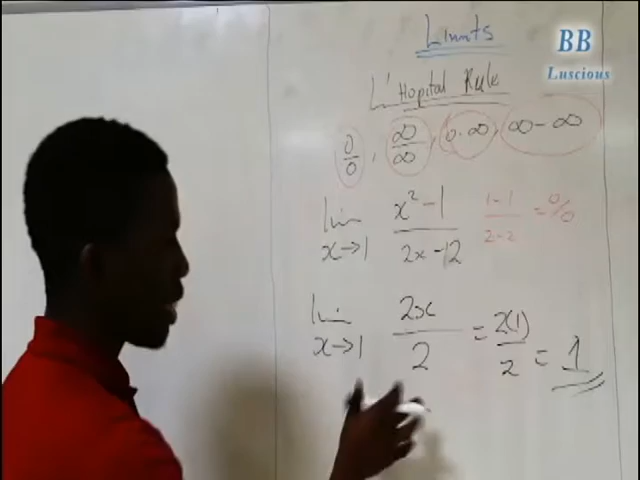 Limits
BB
Luscious
L'Hopital Rule
0/0, ∞/∞, 0·∞, ∞-∞
lim x→1 x²-1 / 2x-12 1-1 / 2-2 = 0/0
lim x→1 2x / 2 = 2(1) / 2 = 1